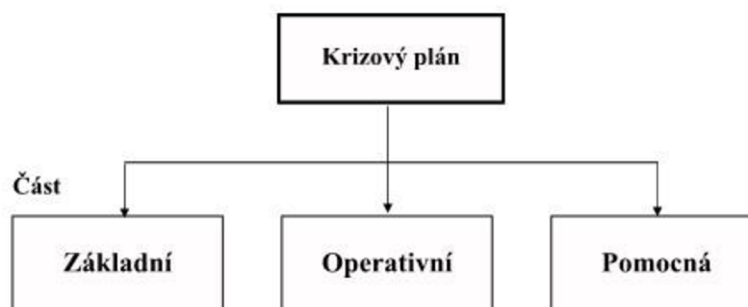 Krizový plán
Část
Základní
Operativní
Pomocná